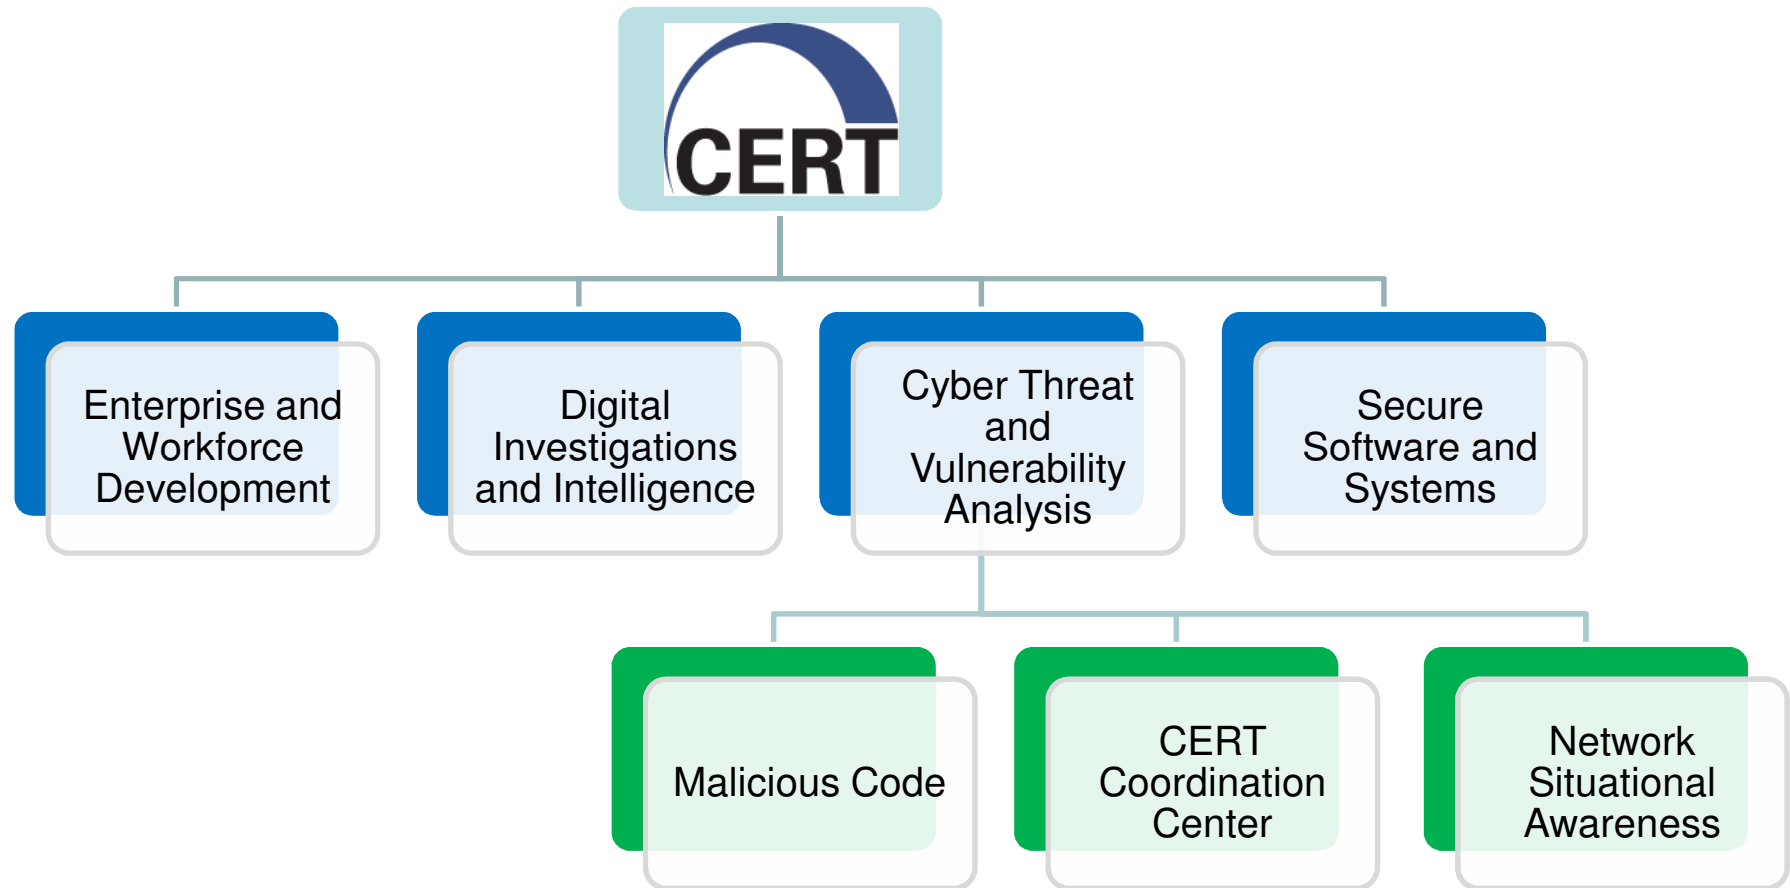 CERT
Enterprise and
Workforce
Development
Digital
Investigations
and Intelligence
Cyber Threat
and
Vulnerability
Analysis
Secure
Software and
Systems
Malicious Code
CERT
Coordination
Center
Network
Situational
Awareness